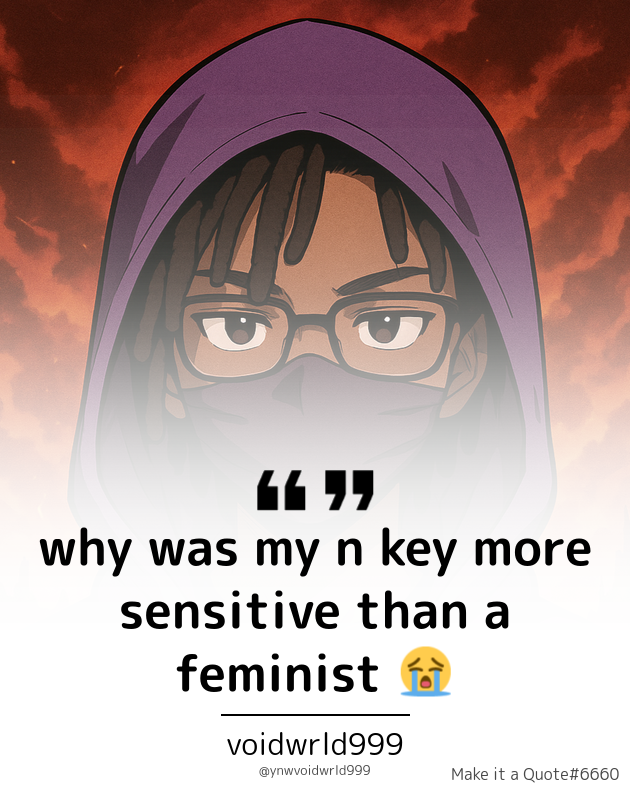 ❝ ❞
why was my n key more
sensitive than a
feminist 😭
voidwrld999
@ynwvoidwrld999
Make it a Quote#6660